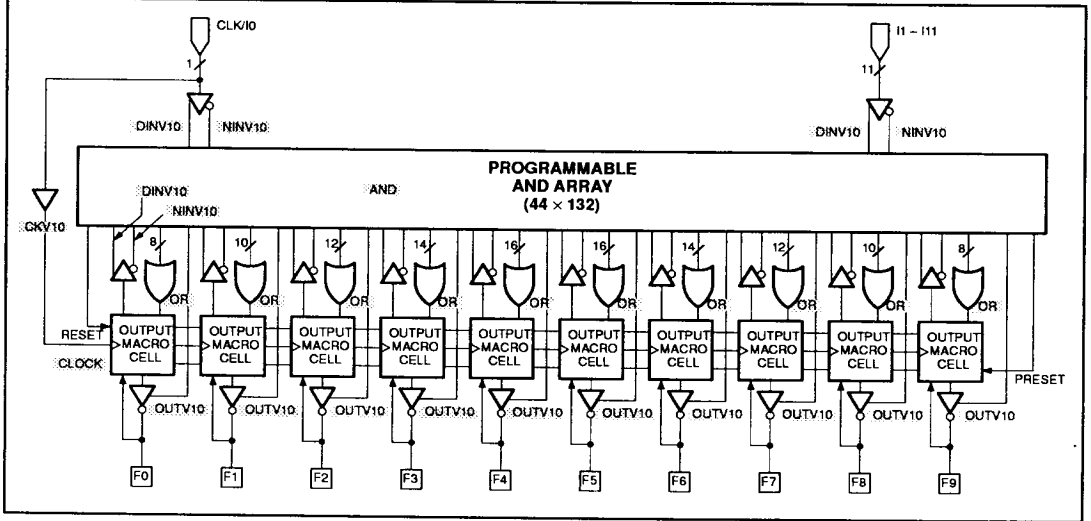 CLK/I0
I1 – I11
1
11
DINV10 NINV10
DINV10 NINV10
PROGRAMMABLE
AND ARRAY
(44 × 132)
AND
DINV10
NINV10
CKV10
8 10 12 14 16 16 14 12 10 8
OR OR OR OR OR OR OR OR OR OR
RESET
OUTPUT MACRO CELL
OUTPUT MACRO CELL
OUTPUT MACRO CELL
OUTPUT MACRO CELL
OUTPUT MACRO CELL
OUTPUT MACRO CELL
OUTPUT MACRO CELL
OUTPUT MACRO CELL
OUTPUT MACRO CELL
OUTPUT MACRO CELL
CLOCK
PRESET
OUTV10 OUTV10 OUTV10 OUTV10 OUTV10 OUTV10 OUTV10 OUTV10 OUTV10 OUTV10
F0 F1 F2 F3 F4 F5 F6 F7 F8 F9